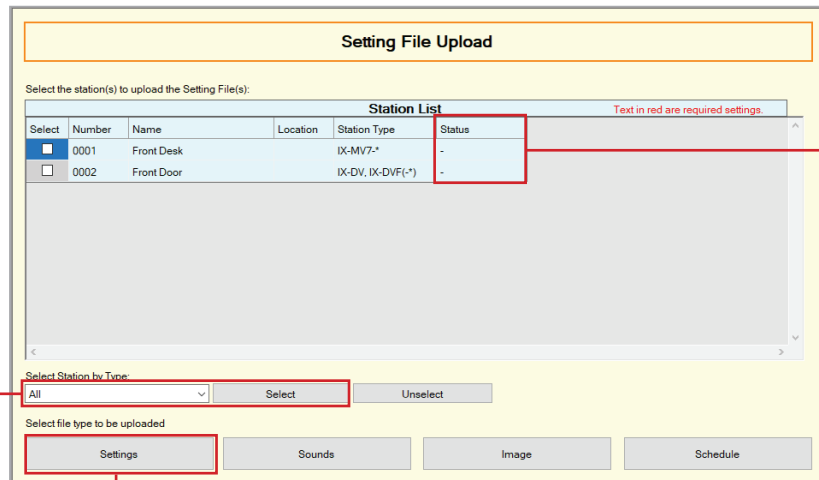 Setting File Upload
Select the station(s) to upload the Setting File(s):
Station List Text in red are required settings.
Select Number Name Location Station Type Status
0001 Front Desk IX-MV7-* -
0002 Front Door IX-DV, IX-DVF(-*) -
Select Station by Type:
All Select Unselect
Select file type to be uploaded
Settings Sounds Image Schedule